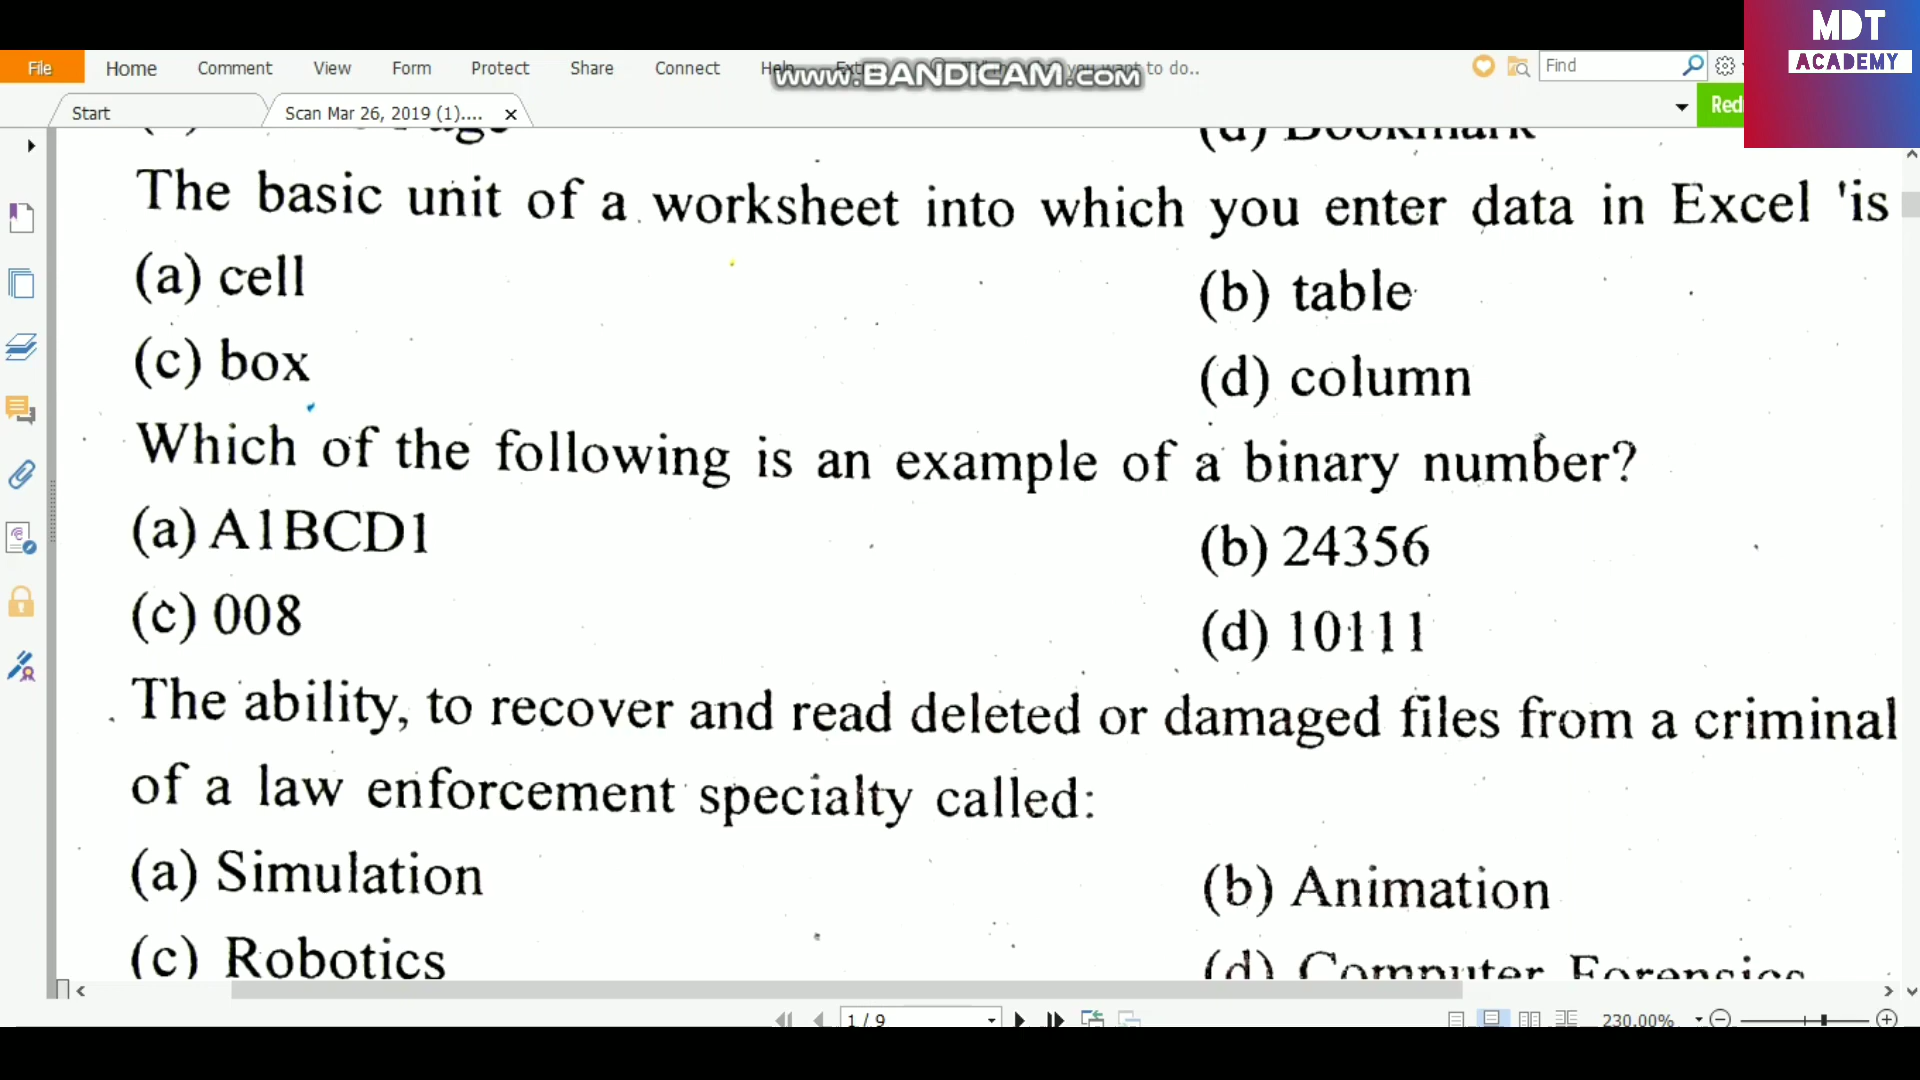 MDT
ACADEMY
File Home Comment View Form Protect Share Connect Help to do..
www.BANDICAM.com
Find
Start Scan Mar 26, 2019 (1)....
(d) Bookmark
The basic unit of a worksheet into which you enter data in Excel 'is
(a) cell (b) table
(c) box (d) column
Which of the following is an example of a binary number?
(a) A1BCD1 (b) 24356
(c) 008 (d) 10111
The ability, to recover and read deleted or damaged files from a criminal
of a law enforcement specialty called:
(a) Simulation (b) Animation
(c) Robotics (d) Computer Forensics
1 / 9 230.00%